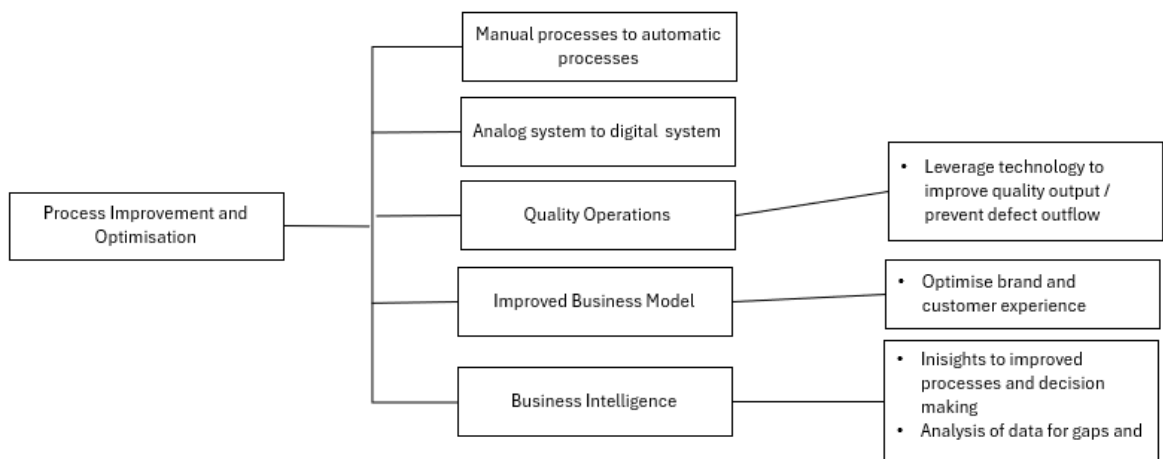 Manual processes to automatic
processes
Analog system to digital system
Process Improvement and
Optimisation
Quality Operations
• Leverage technology to
improve quality output /
prevent defect outflow
Improved Business Model
• Optimise brand and
customer experience
Business Intelligence
• Inisights to improved
processes and decision
making
• Analysis of data for gaps and